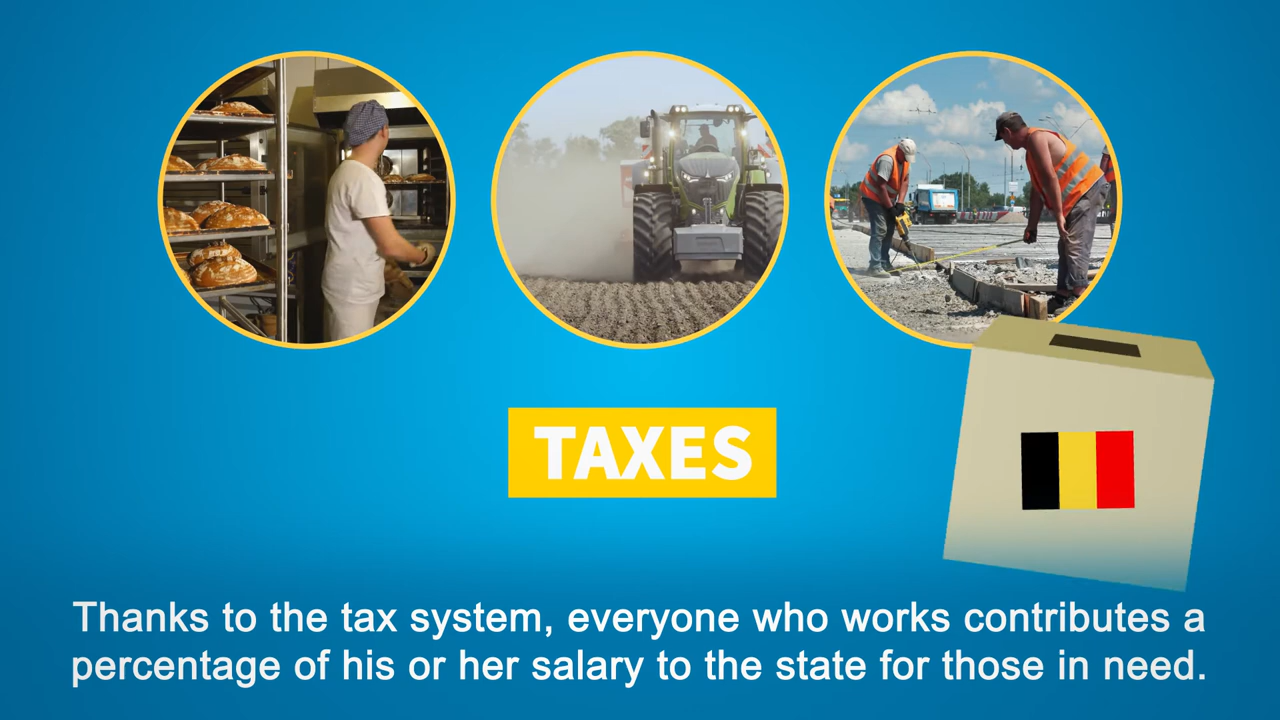 TAXES
Thanks to the tax system, everyone who works contributes a
percentage of his or her salary to the state for those in need.